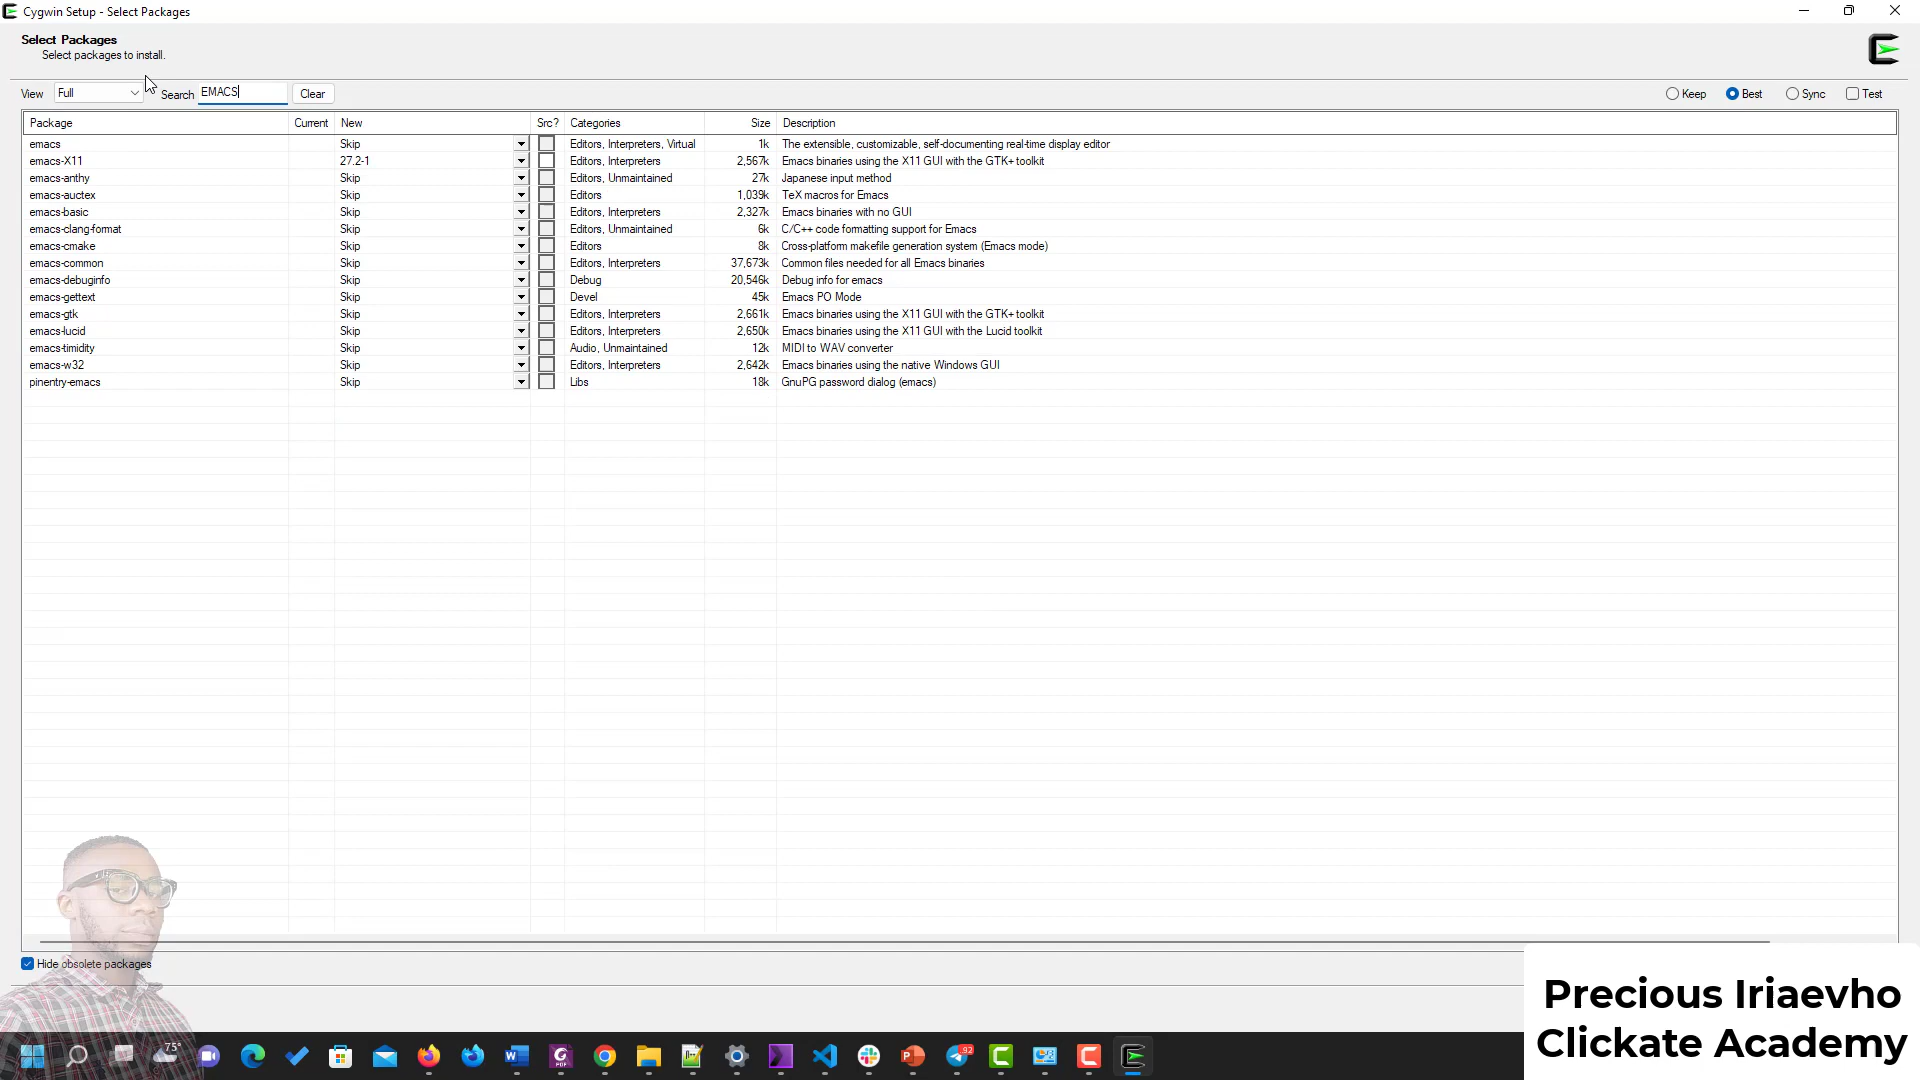 Cygwin Setup - Select Packages
Select Packages
Select packages to install.
View Full Search EMACS Clear Keep Best Sync Test
Package Current New Src? Categories Size Description
emacs Skip Editors, Interpreters, Virtual 1k The extensible, customizable, self-documenting real-time display editor
emacs-X11 27.2-1 Editors, Interpreters 2,567k Emacs binaries using the X11 GUI with the GTK+ toolkit
emacs-anthy Skip Editors, Unmaintained 27k Japanese input method
emacs-auctex Skip Editors 1,039k TeX macros for Emacs
emacs-basic Skip Editors, Interpreters 2,327k Emacs binaries with no GUI
emacs-clang-format Skip Editors, Unmaintained 6k C/C++ code formatting support for Emacs
emacs-cmake Skip Editors 8k Cross-platform makefile generation system (Emacs mode)
emacs-common Skip Editors, Interpreters 37,673k Common files needed for all Emacs binaries
emacs-debuginfo Skip Debug 20,546k Debug info for emacs
emacs-gettext Skip Devel 45k Emacs PO Mode
emacs-gtk Skip Editors, Interpreters 2,661k Emacs binaries using the X11 GUI with the GTK+ toolkit
emacs-lucid Skip Editors, Interpreters 2,650k Emacs binaries using the X11 GUI with the Lucid toolkit
emacs-timidity Skip Audio, Unmaintained 12k MIDI to WAV converter
emacs-w32 Skip Editors, Interpreters 2,642k Emacs binaries using the native Windows GUI
pinentry-emacs Skip Libs 18k GnuPG password dialog (emacs)
Hide obsolete packages
Precious Iriaevho
Clickate Academy
75°
92